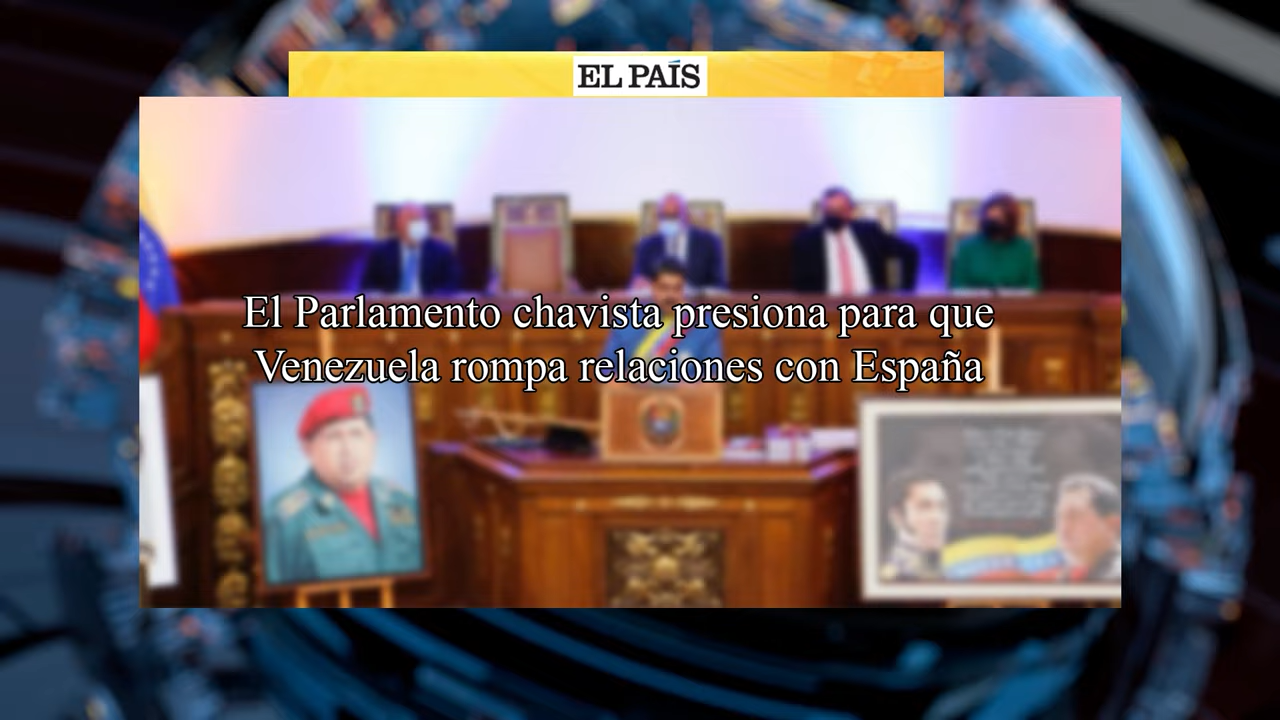 EL PAÍS
El Parlamento chavista presiona para que
Venezuela rompa relaciones con España